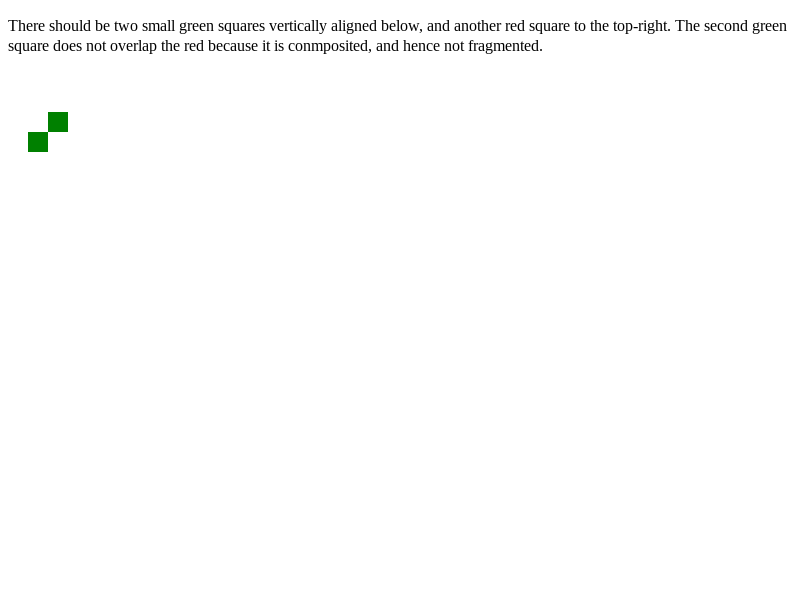 There should be two small green squares vertically aligned below, and another red square to the top-right. The second green
square does not overlap the red because it is conmposited, and hence not fragmented.